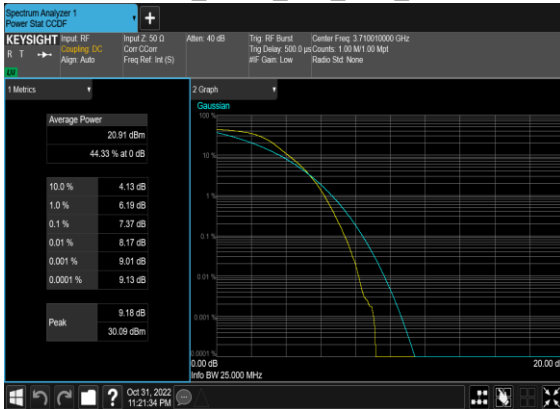 Spectrum Analyzer 1
Power Stat CCDF
KEYSIGHT
R T
Input: RF
Coupling: DC
Align: Auto
Input Z: 50 Ω
Corr CCorr
Freq Ref: Int (S)
Atten: 40 dB
Trig: RF Burst
Trig Delay: 500.0 µs
#IF Gain: Low
Center Freq: 3.710010000 GHz
Counts: 1.00 M/1.00 Mpt
Radio Std: None
1 Metrics
Average Power
20.91 dBm
44.33 % at 0 dB
10.0 % 4.13 dB
1.0 % 6.19 dB
0.1 % 7.37 dB
0.01 % 8.17 dB
0.001 % 9.01 dB
0.0001 % 9.13 dB
Peak
9.18 dB
30.09 dBm
2 Graph
Gaussian
100 %
10 %
1 %
0.1 %
0.01 %
0.001 %
0.0001 %
0.00 dB
20.00 d
Info BW 25.000 MHz
?
Oct 31, 2022
11:21:34 PM